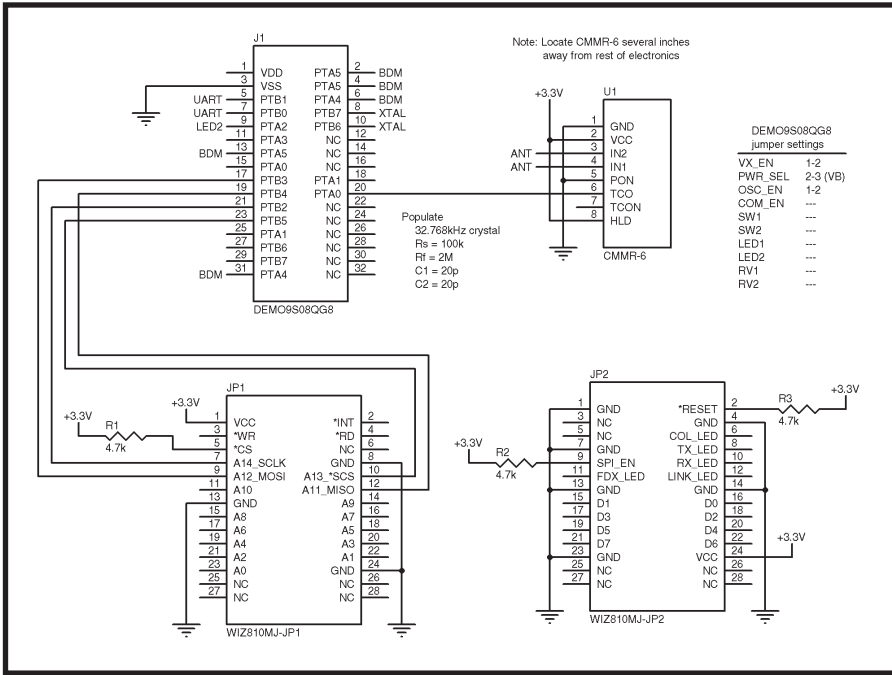 J1
1 VDD PTA5 2 BDM
3 VSS PTA5 4 BDM
UART 5 PTB1 PTA4 6 BDM
UART 7 PTB0 PTB7 8 XTAL
LED2 9 PTA2 PTB6 10 XTAL
11 PTA3 NC 12
BDM 13 PTA5 NC 14
15 PTA0 NC 16
17 PTB3 PTA1 18
19 PTB4 PTA0 20
21 PTB2 NC 22
23 PTB5 NC 24
25 PTA1 NC 26
27 PTB6 NC 28
29 PTB7 NC 30
BDM 31 PTA4 NC 32
DEMO9S08QG8
Populate
32.768kHz crystal
Rs = 100k
Rf = 2M
C1 = 20p
C2 = 20p
Note: Locate CMMR-6 several inches
away from rest of electronics
+3.3V
U1
1 GND
2 VCC
ANT 3 IN2
ANT 4 IN1
5 PON
6 TCO
7 TCON
8 HLD
CMMR-6
DEMO9S08QG8
jumper settings
VX_EN 1-2
PWR_SEL 2-3 (VB)
OSC_EN 1-2
COM_EN ---
SW1 ---
SW2 ---
LED1 ---
LED2 ---
RV1 ---
RV2 ---
+3.3V
R1
4.7k
+3.3V
JP1
1 VCC *INT 2
3 *WR *RD 4
5 *CS NC 6
7 A14_SCLK GND 8
9 A12_MOSI A13_*SCS 10
11 A10 A11_MISO 12
13 GND A9 14
15 A8 A7 16
17 A6 A5 18
19 A4 A3 20
21 A2 A1 22
23 A0 GND 24
25 NC NC 26
27 NC NC 28
WIZ810MJ-JP1
+3.3V
R2
4.7k
JP2
1 GND *RESET 2
3 NC GND 4
5 NC COL_LED 6
7 GND TX_LED 8
9 SPI_EN RX_LED 10
11 FDX_LED LINK_LED 12
13 GND GND 14
15 D1 D0 16
17 D3 D2 18
19 D5 D4 20
21 D7 D6 22
23 GND VCC 24
25 NC NC 26
27 NC NC 28
WIZ810MJ-JP2
R3
4.7k
+3.3V
+3.3V